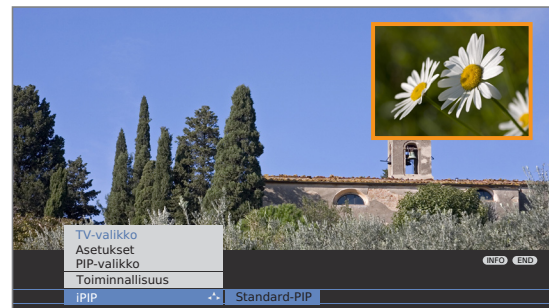 INFO END
TV-valikko
Asetukset
PIP-valikko
Toiminnallisuus
iPIP Standard-PIP